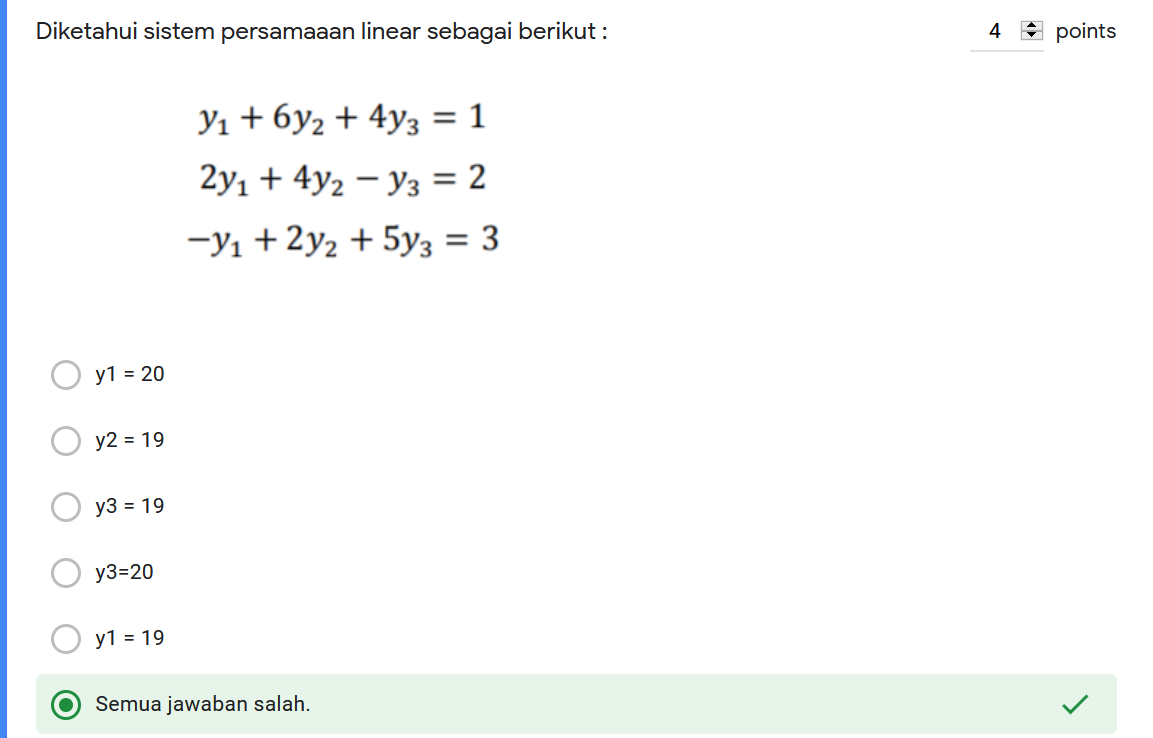 Diketahui sistem persamaaan linear sebagai berikut :
4 points
y₁ + 6y₂ + 4y₃ = 1
2y₁ + 4y₂ − y₃ = 2
−y₁ + 2y₂ + 5y₃ = 3
y1 = 20
y2 = 19
y3 = 19
y3=20
y1 = 19
Semua jawaban salah.